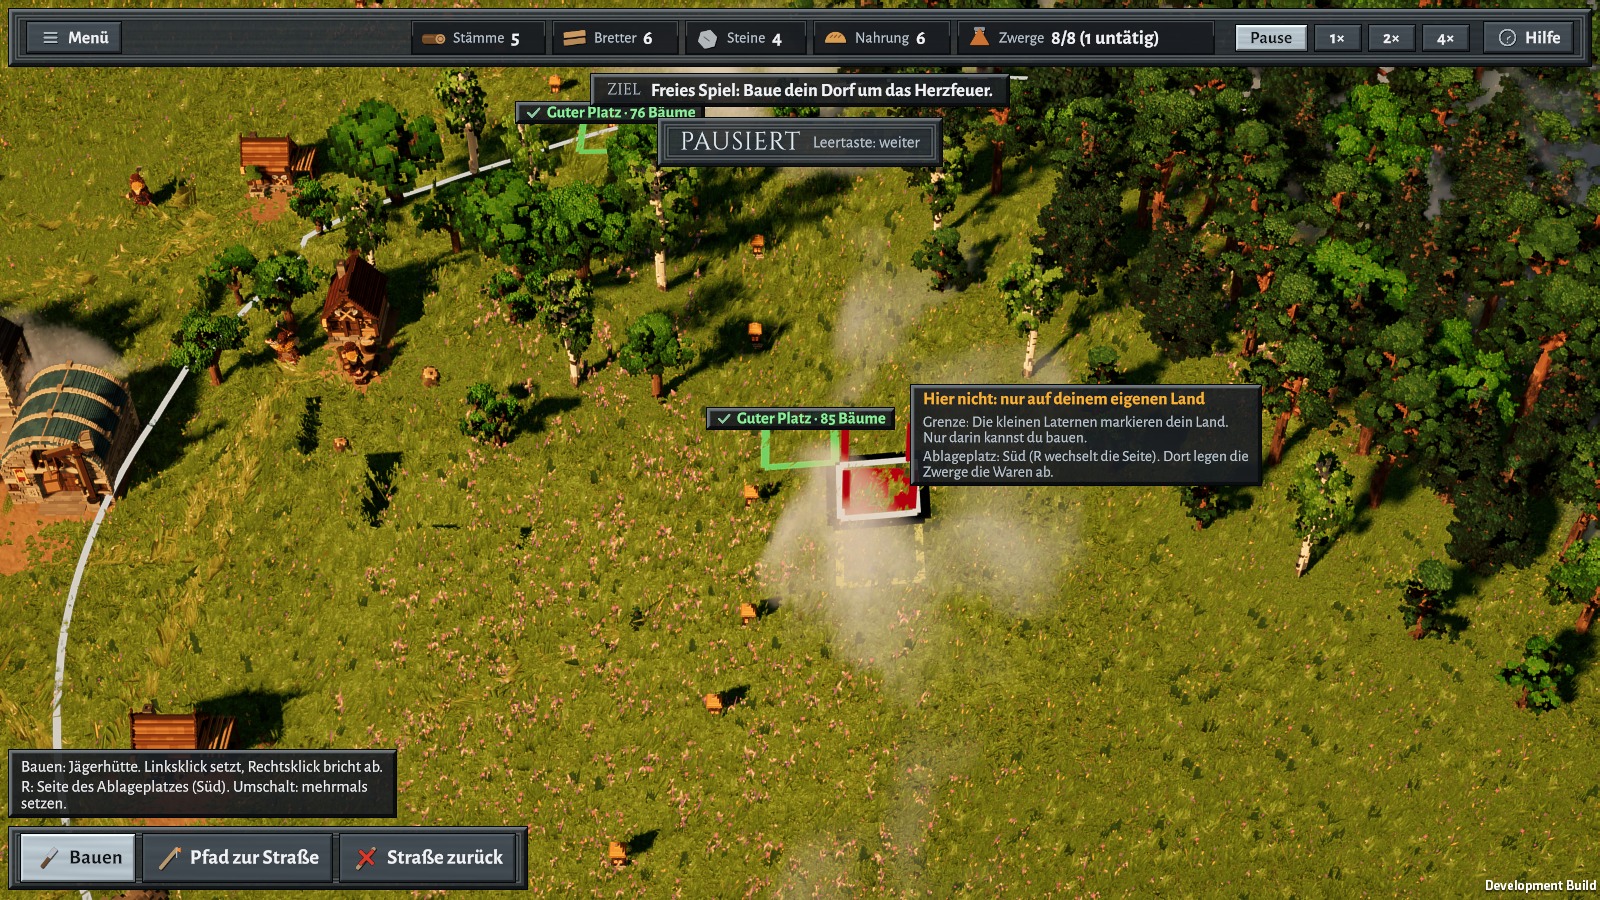 Menü
Stämme 5
Bretter 6
Steine 4
Nahrung 6
Zwerge 8/8 (1 untätig)
Pause
1×
2×
4×
Hilfe
ZIEL Freies Spiel: Baue dein Dorf um das Herzfeuer.
Guter Platz · 76 Bäume
PAUSIERT Leertaste: weiter
Hier nicht: nur auf deinem eigenen Land
Grenze: Die kleinen Laternen markieren dein Land.
Nur darin kannst du bauen.
Ablageplatz: Süd (R wechselt die Seite). Dort legen die
Zwerge die Waren ab.
Guter Platz · 85 Bäume
Bauen: Jägerhütte. Linksklick setzt, Rechtsklick bricht ab.
R: Seite des Ablageplatzes (Süd). Umschalt: mehrmals
setzen.
Bauen
Pfad zur Straße
Straße zurück
Development Build